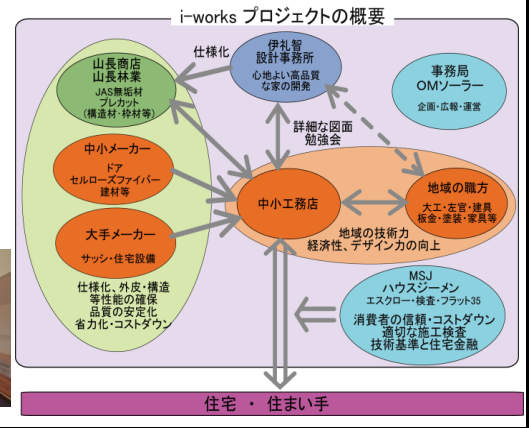 i-works プロジェクトの概要
山長商店
山長林業
JAS無垢材
プレカット
(構造材・枠材等)
仕様化
伊礼智
設計事務所
心地よい高品質
な家の開発
事務局
OMソーラー
企画・広報・運営
詳細な図面
勉強会
中小メーカー
ドア
セルローズファイバー
建材等
中小工務店
地域の職方
大工・左官・建具
板金・塗装・家具等
大手メーカー
サッシ・住宅設備
地域の技術力
経済性、デザイン力の向上
仕様化、外皮・構造
等性能の確保
品質の安定化
省力化・コストダウン
MSJ
ハウスジーメン
エスクロー・検査・フラット35
消費者の信頼・コストダウン
適切な施工検査
技術基準と住宅金融
住宅 ・ 住まい手